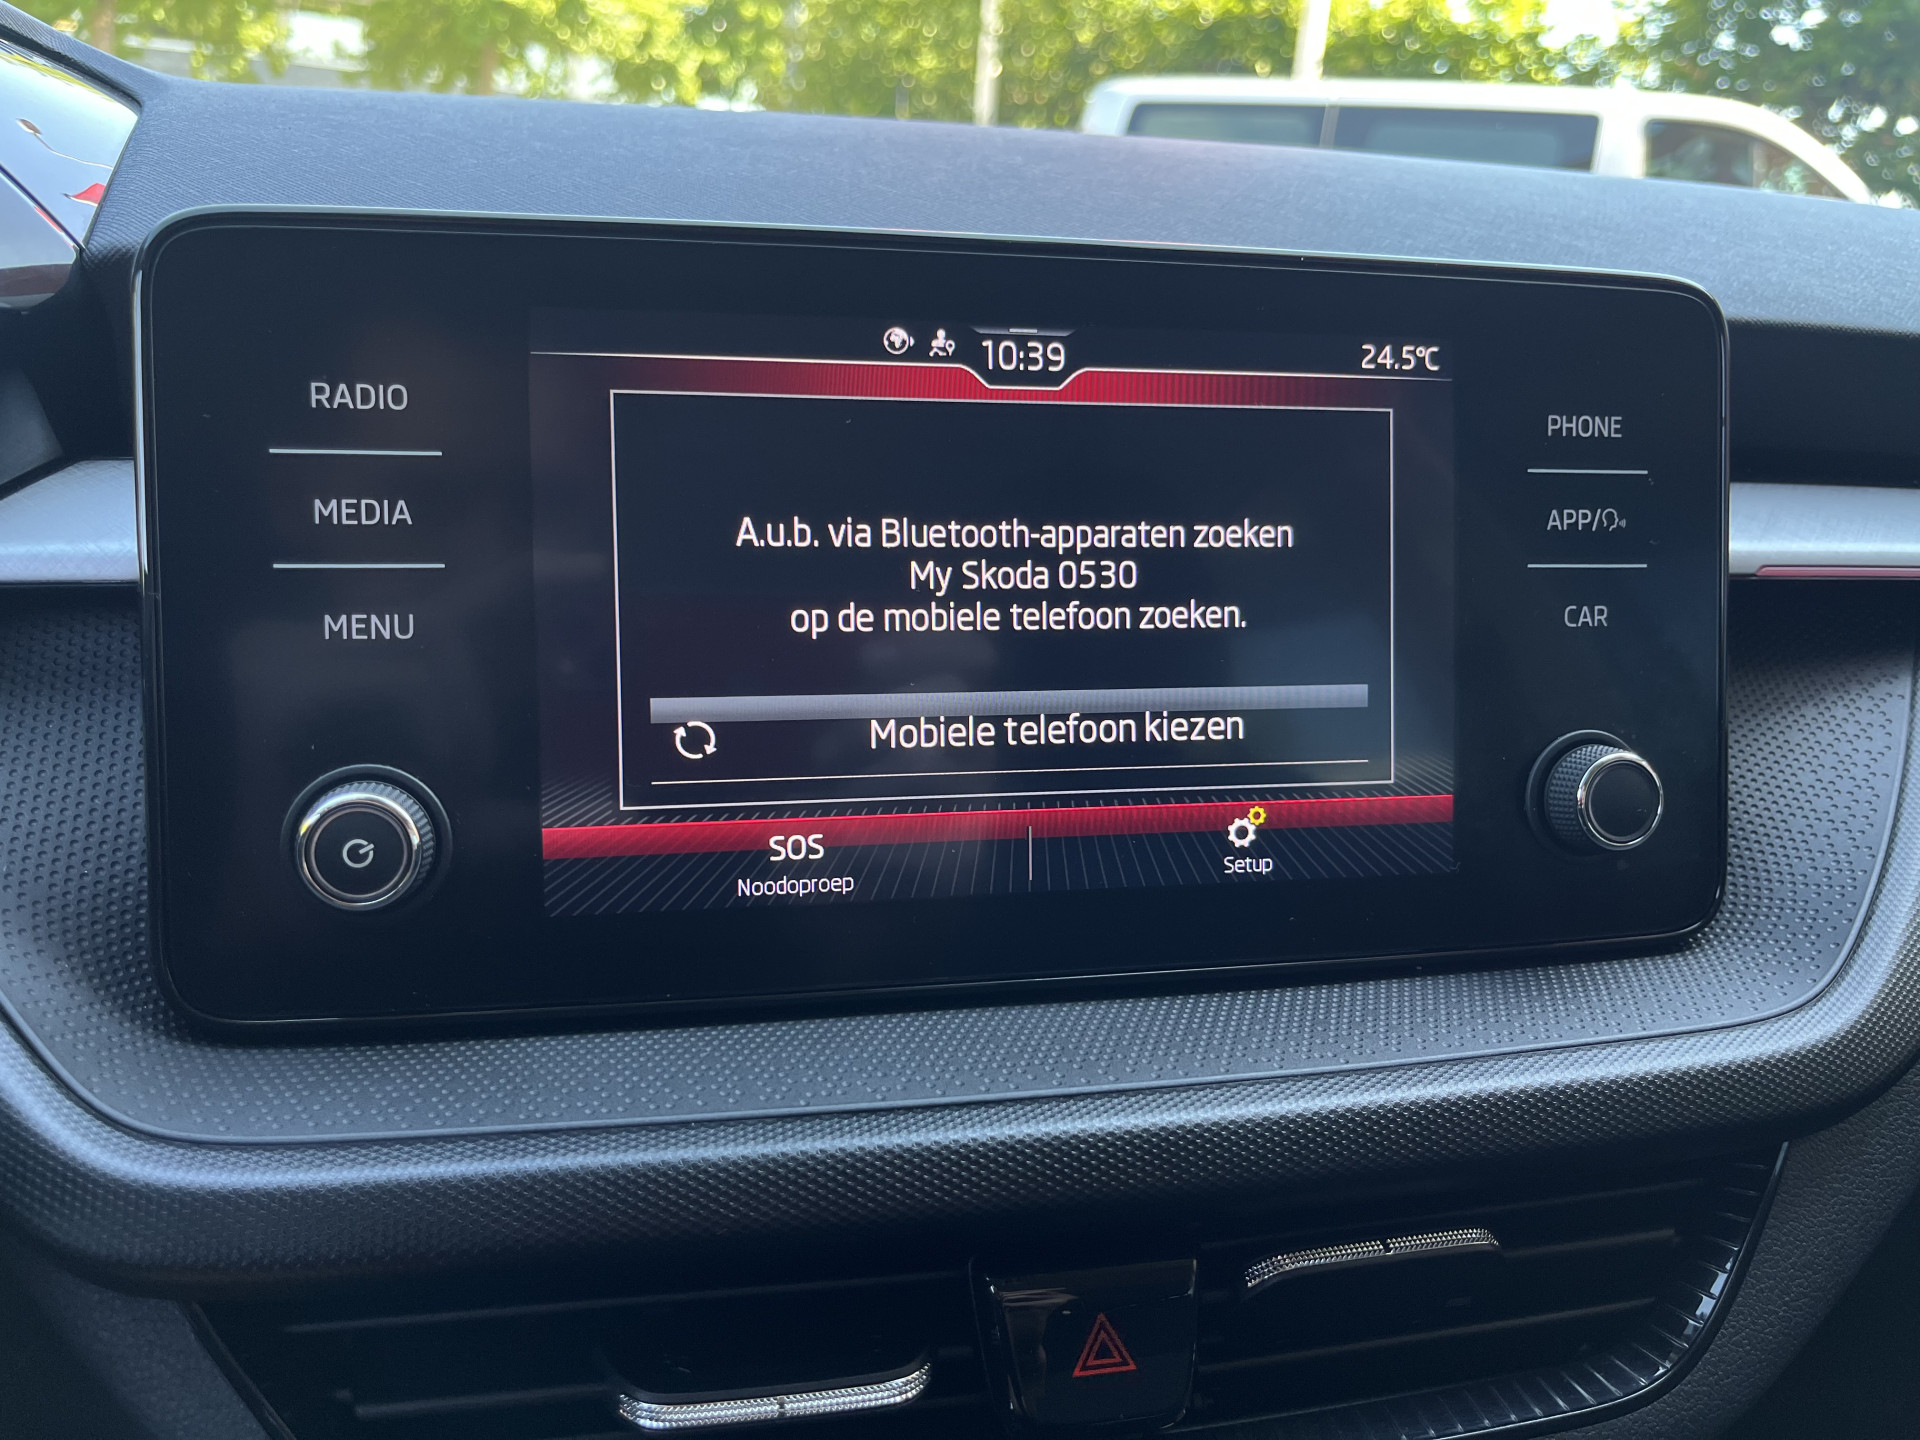 10:39
24.5°C
RADIO
MEDIA
MENU
A.u.b. via Bluetooth-apparaten zoeken
My Skoda 0530
op de mobiele telefoon zoeken.
Mobiele telefoon kiezen
SOS
Noodoproep
Setup
PHONE
APP/
CAR